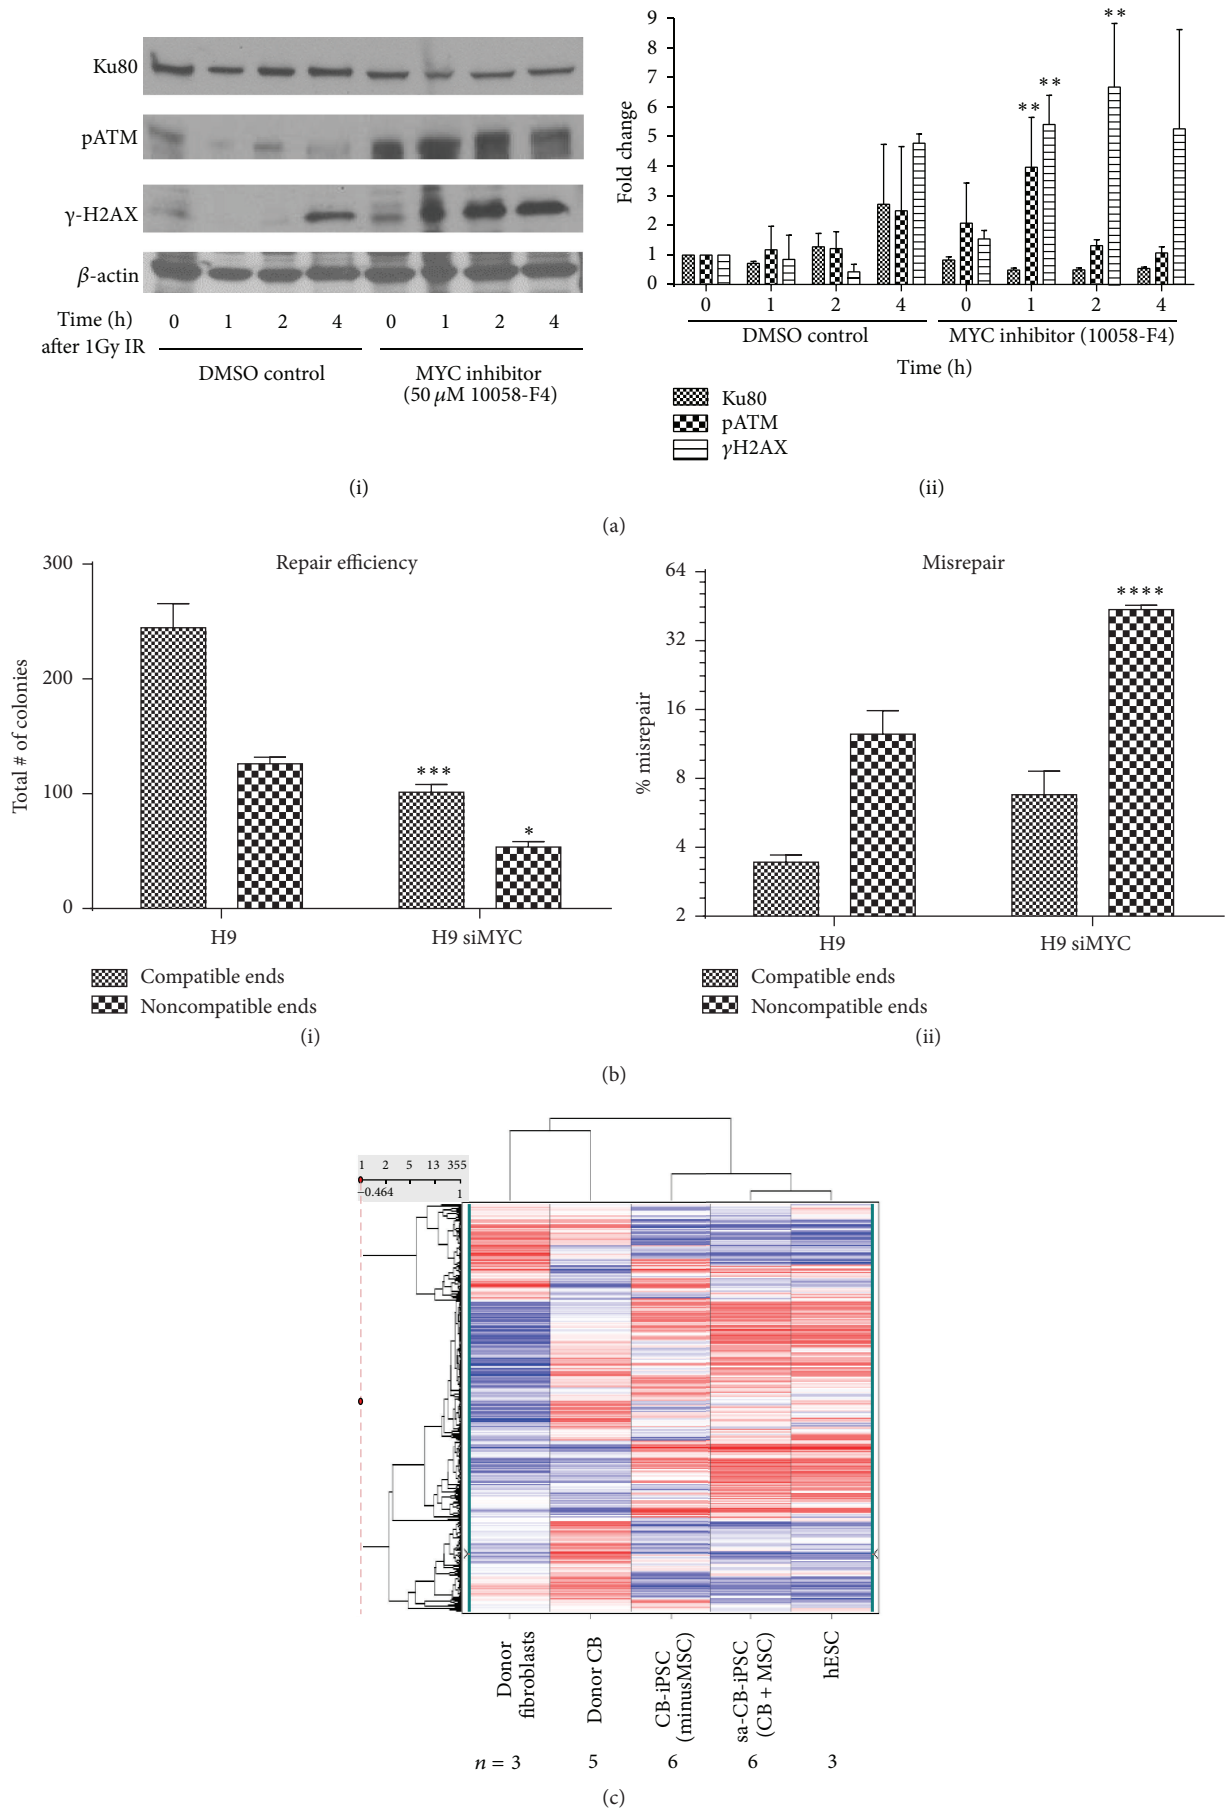 Ku80
pATM
γ-H2AX
β-actin
Time (h)
after 1Gy IR
0 1 2 4 0 1 2 4
DMSO control
MYC inhibitor
(50 μM 10058-F4)
(i)
Fold change
9
8
7
6
5
4
3
2
1
0
** ** **
0 1 2 4 0 1 2 4
DMSO control MYC inhibitor (10058-F4)
Time (h)
Ku80
pATM
γH2AX
(ii)
(a)
Repair efficiency
Total # of colonies
300
200
100
0
***
*
H9 H9 siMYC
Compatible ends
Noncompatible ends
(i)
Misrepair
% misrepair
64
32
16
8
4
2
****
H9 H9 siMYC
Compatible ends
Noncompatible ends
(ii)
(b)
1 2 5 13 355
−0.464 1
Donor
fibroblasts
Donor CB
CB-iPSC
(minusMSC)
sa-CB-iPSC
(CB + MSC)
hESC
n = 3 5 6 6 3
(c)